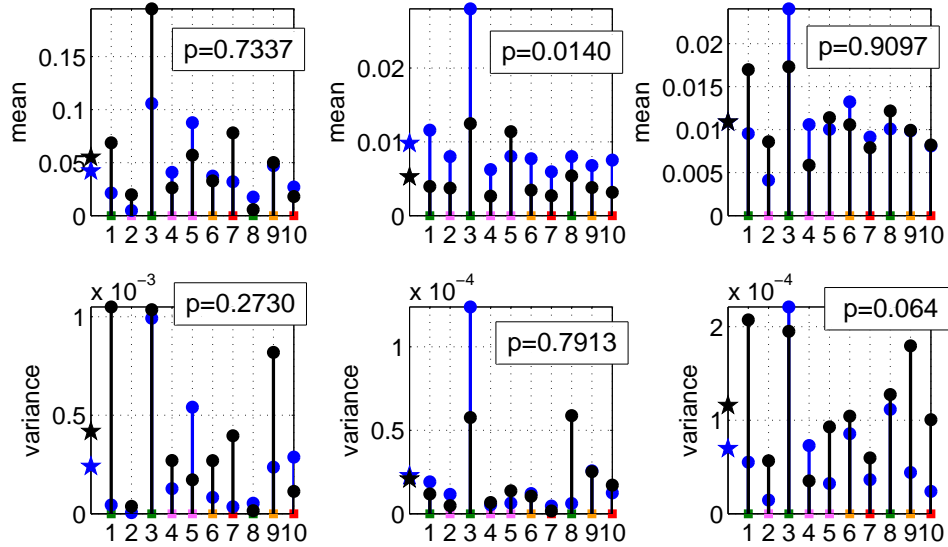 0.15
p=0.7337
0.1
mean
0.05
0
1 2 3 4 5 6 7 8 9 10
0.02
p=0.0140
mean
0.01
0
1 2 3 4 5 6 7 8 9 10
0.02
p=0.9097
0.015
mean
0.01
0.005
0
1 2 3 4 5 6 7 8 9 10
x 10⁻³
p=0.2730
1
variance
0.5
0
1 2 3 4 5 6 7 8 9 10
x 10⁻⁴
p=0.7913
1
variance
0.5
0
1 2 3 4 5 6 7 8 9 10
x 10⁻⁴
p=0.064
2
variance
1
0
1 2 3 4 5 6 7 8 9 10